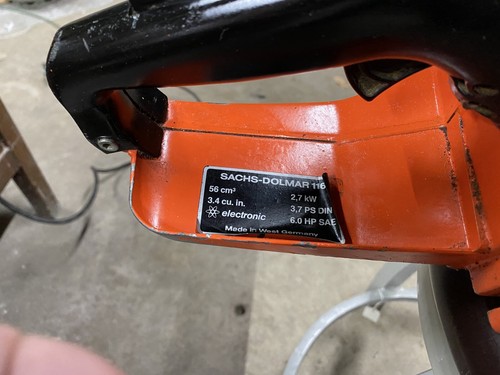 SACHS-DOLMAR 116
56 cm³
2,7 kW
3.4 cu. in.
3,7 PS DIN
electronic
6.0 HP SAE
Made in West Germany